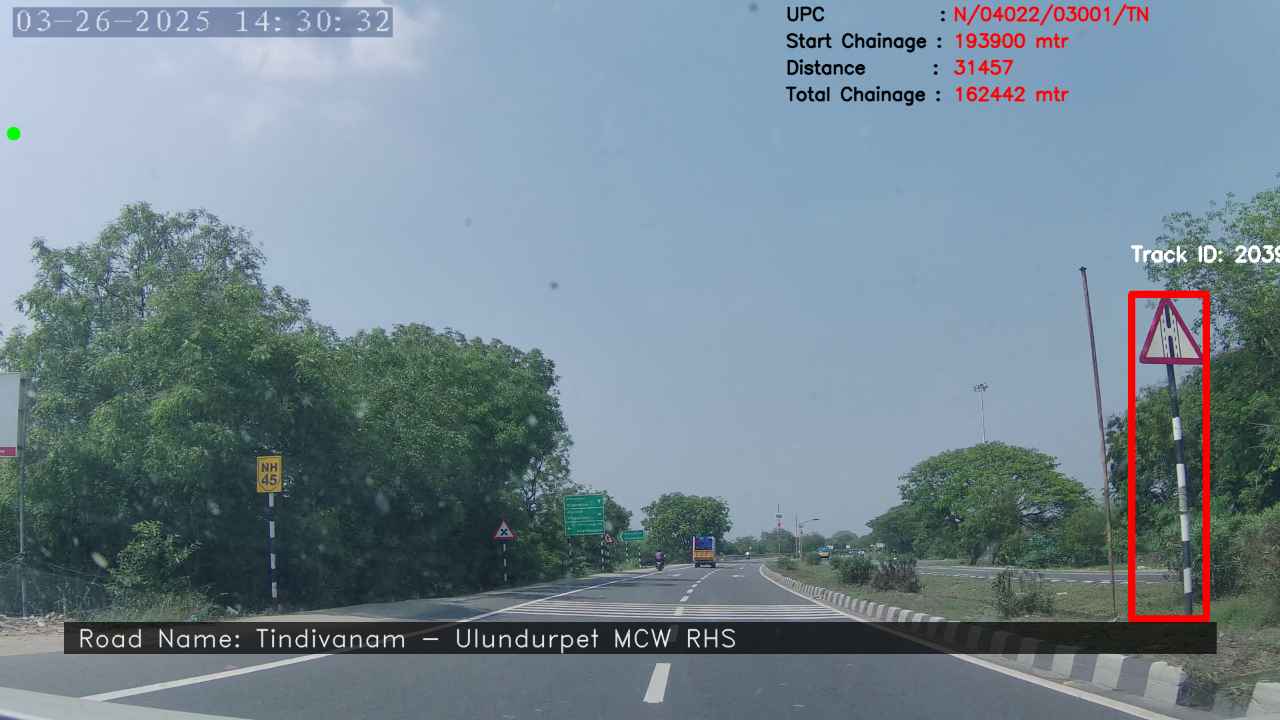 03-26-2025 14:30:32
UPC : N/04022/03001/TN
Start Chainage : 193900 mtr
Distance : 31457
Total Chainage : 162442 mtr
Track ID: 2039
NH
45
Road Name: Tindivanam - Ulundurpet MCW RHS